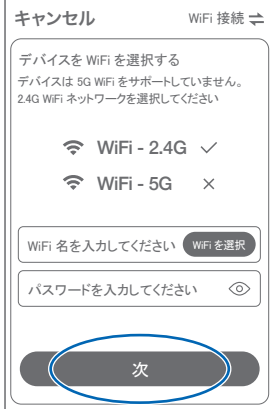 キャンセル
WiFi 接続
デバイスを WiFi を選択する
デバイスは 5G WiFi をサポートしていません。
2.4G WiFi ネットワークを選択してください
WiFi - 2.4G
WiFi - 5G
WiFi 名を入力してください
WiFi を選択
パスワードを入力してください
次